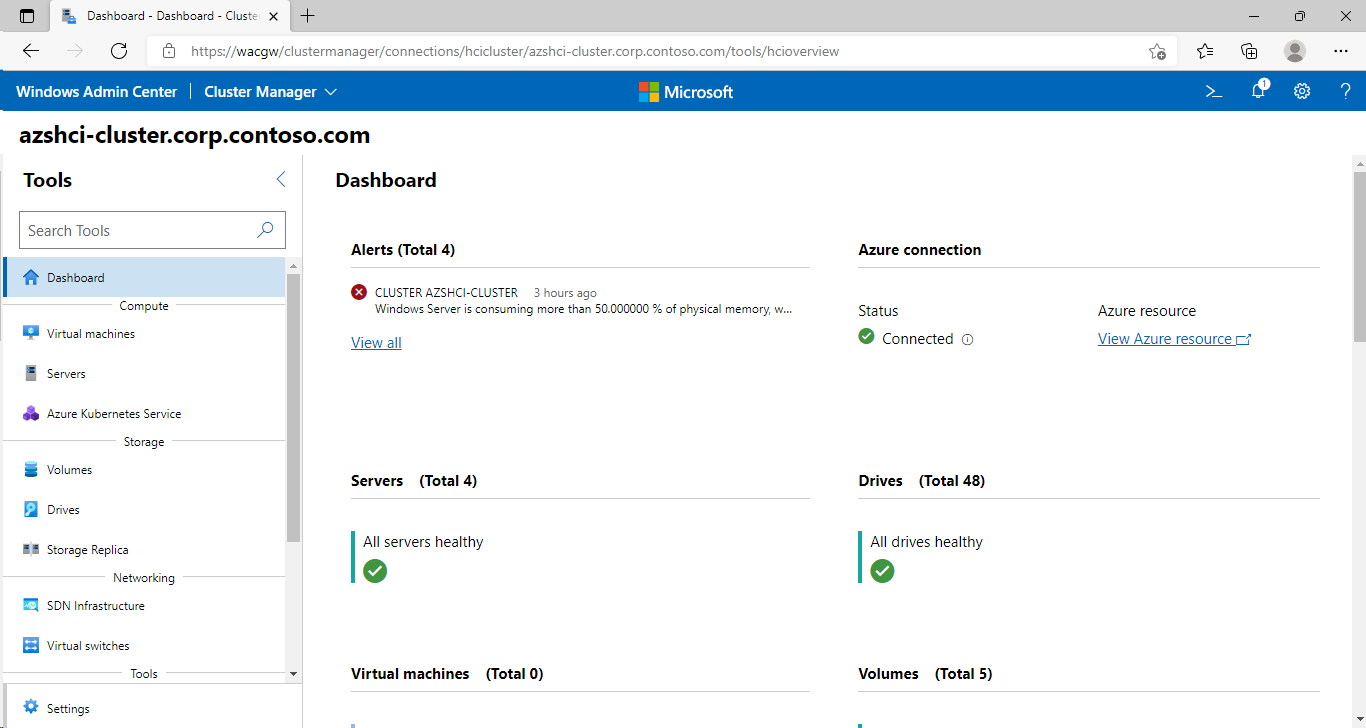 Dashboard - Dashboard - Cluste
https://wacgw/clustermanager/connections/hcicluster/azshci-cluster.corp.contoso.com/tools/hcioverview
Windows Admin Center
Cluster Manager
Microsoft
1
azshci-cluster.corp.contoso.com
Tools
Search Tools
Dashboard
Compute
Virtual machines
Servers
Azure Kubernetes Service
Storage
Volumes
Drives
Storage Replica
Networking
SDN Infrastructure
Virtual switches
Tools
Settings
Dashboard
Alerts (Total 4)
CLUSTER AZSHCI-CLUSTER 3 hours ago
Windows Server is consuming more than 50.000000 % of physical memory, w...
View all
Azure connection
Status
Connected
Azure resource
View Azure resource
Servers (Total 4)
All servers healthy
Drives (Total 48)
All drives healthy
Virtual machines (Total 0)
Volumes (Total 5)